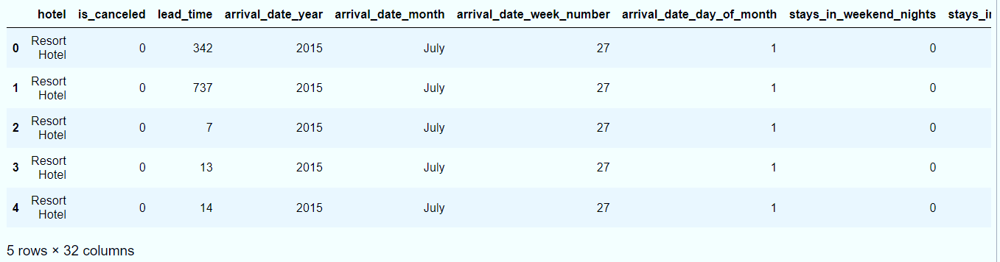 hotel is_canceled lead_time arrival_date_year arrival_date_month arrival_date_week_number arrival_date_day_of_month stays_in_weekend_nights stays_i
0 Resort Hotel 0 342 2015 July 27 1 0
1 Resort Hotel 0 737 2015 July 27 1 0
2 Resort Hotel 0 7 2015 July 27 1 0
3 Resort Hotel 0 13 2015 July 27 1 0
4 Resort Hotel 0 14 2015 July 27 1 0
5 rows × 32 columns